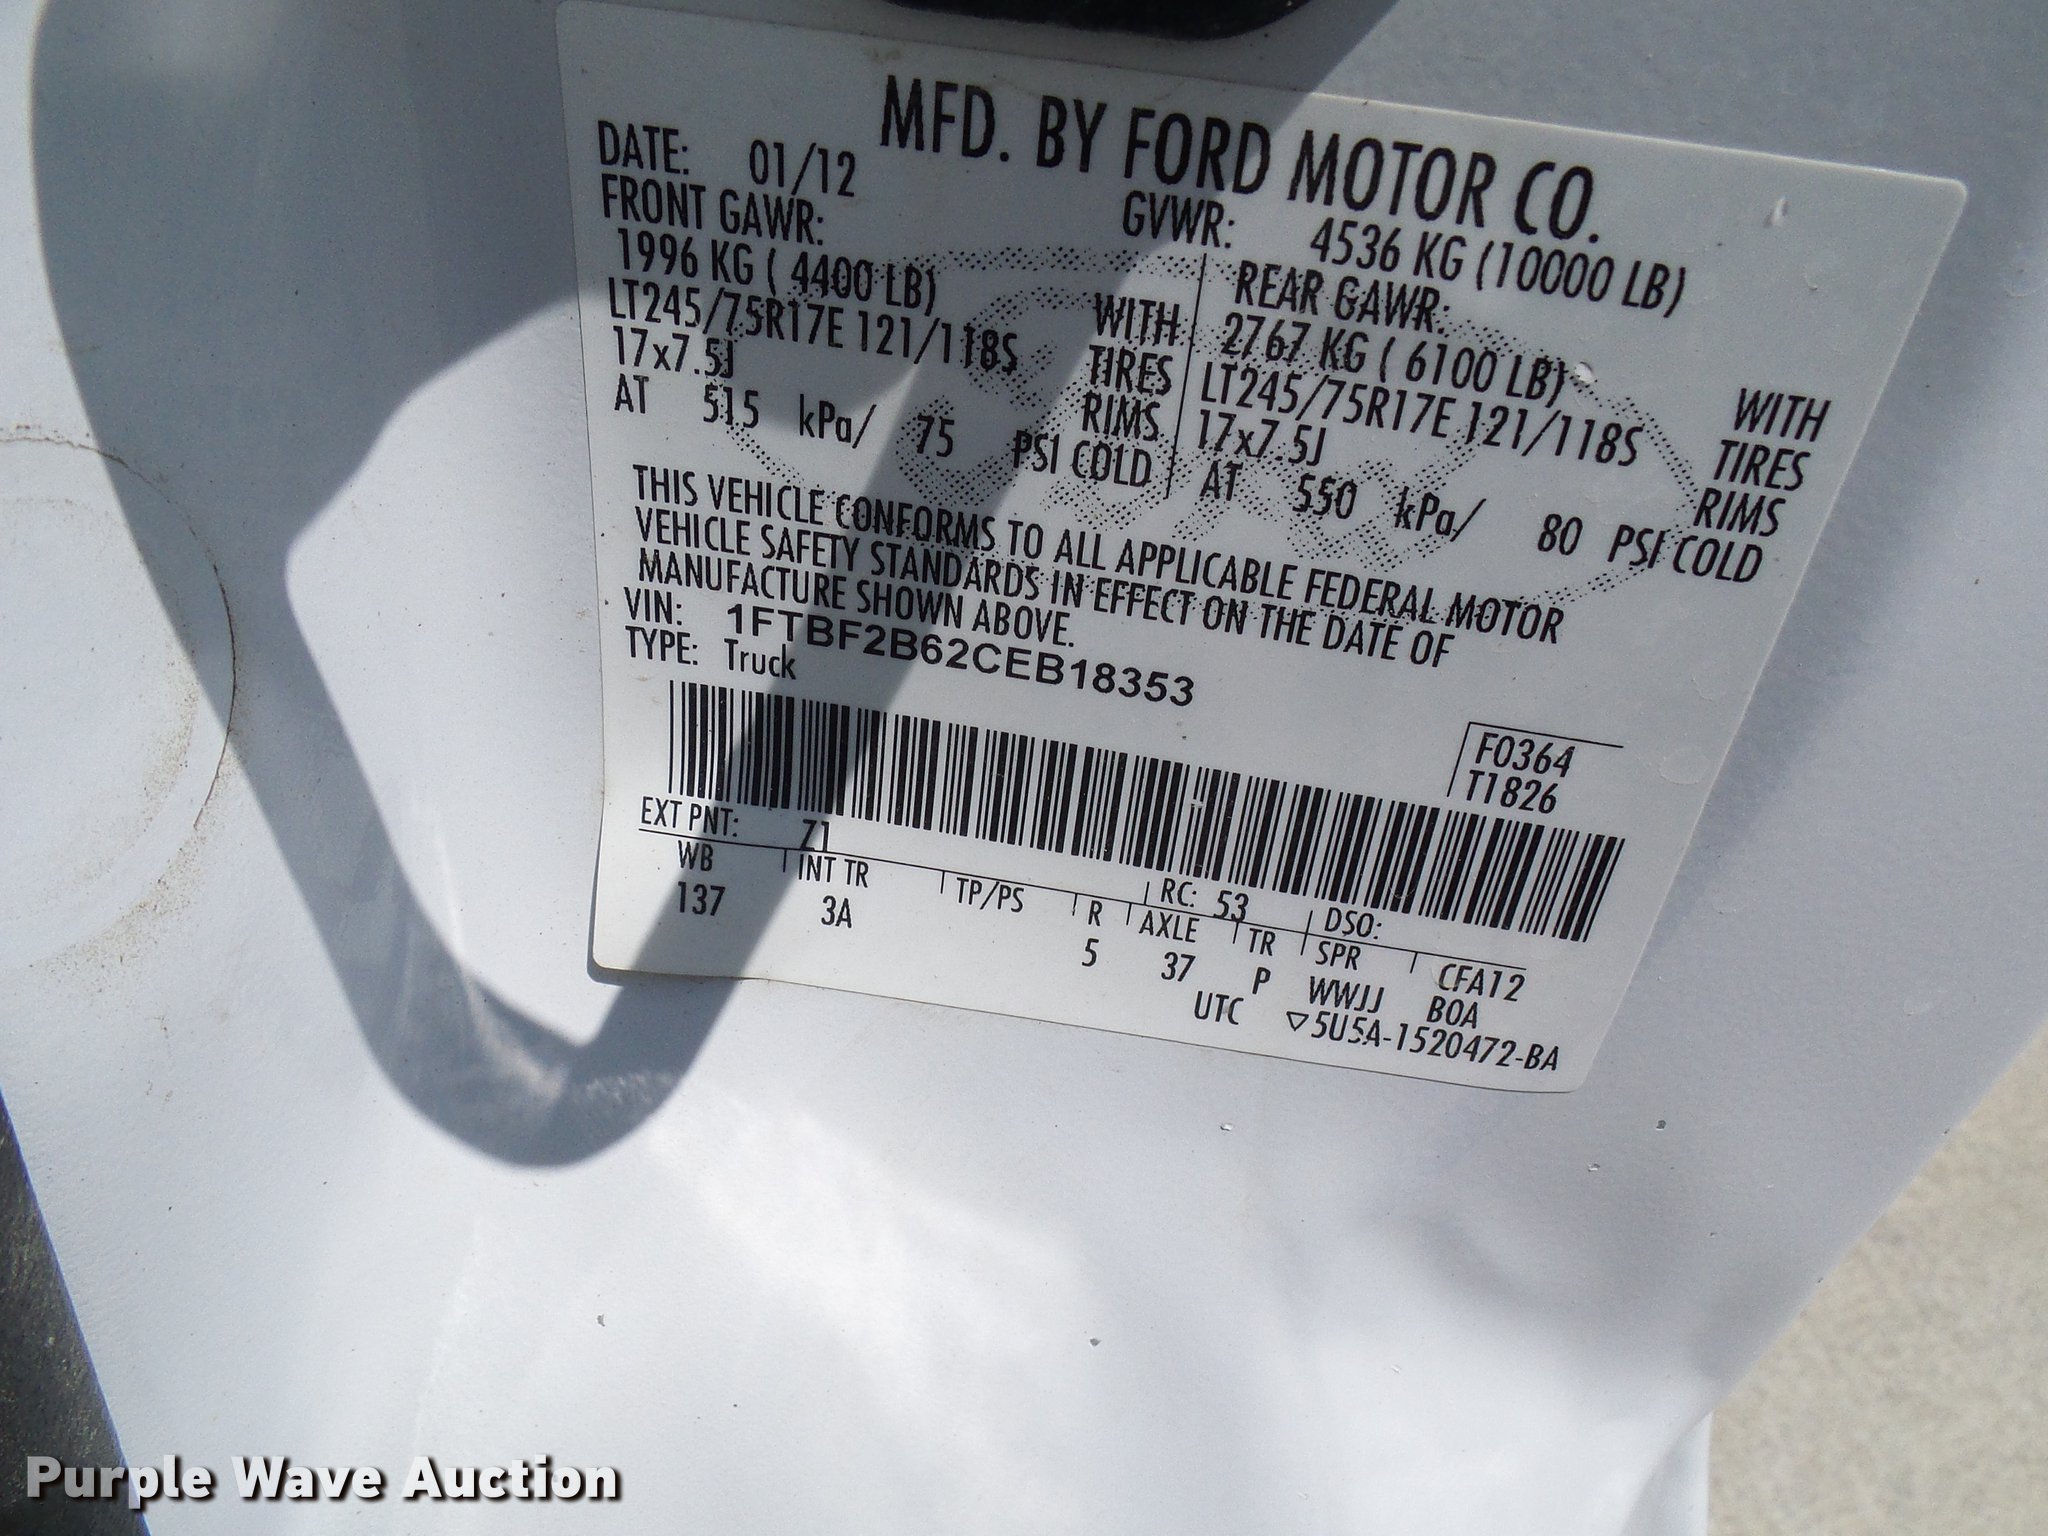 MFD. BY FORD MOTOR CO.
DATE: 01/12 GVWR: 4536 KG (10000 LB)
FRONT GAWR: REAR GAWR:
1996 KG ( 4400 LB) WITH 2767 KG ( 6100 LB) WITH
LT245/75R17E 121/118S TIRES LT245/75R17E 121/118S TIRES
17x7.5J RIMS 17x7.5J RIMS
AT 515 kPa/ 75 PSI COLD AT 550 kPa/ 80 PSI COLD
THIS VEHICLE CONFORMS TO ALL APPLICABLE FEDERAL MOTOR
VEHICLE SAFETY STANDARDS IN EFFECT ON THE DATE OF
MANUFACTURE SHOWN ABOVE.
VIN: 1FTBF2B62CEB18353
TYPE: Truck
F0364
T1826
EXT PNT: Z1 RC: 53 DSO:
WB INT TR TP/PS R AXLE TR SPR CFA12
137 3A 5 37 P WWJJ B0A
UTC ▽5U5A-1520472-BA
Purple Wave Auction